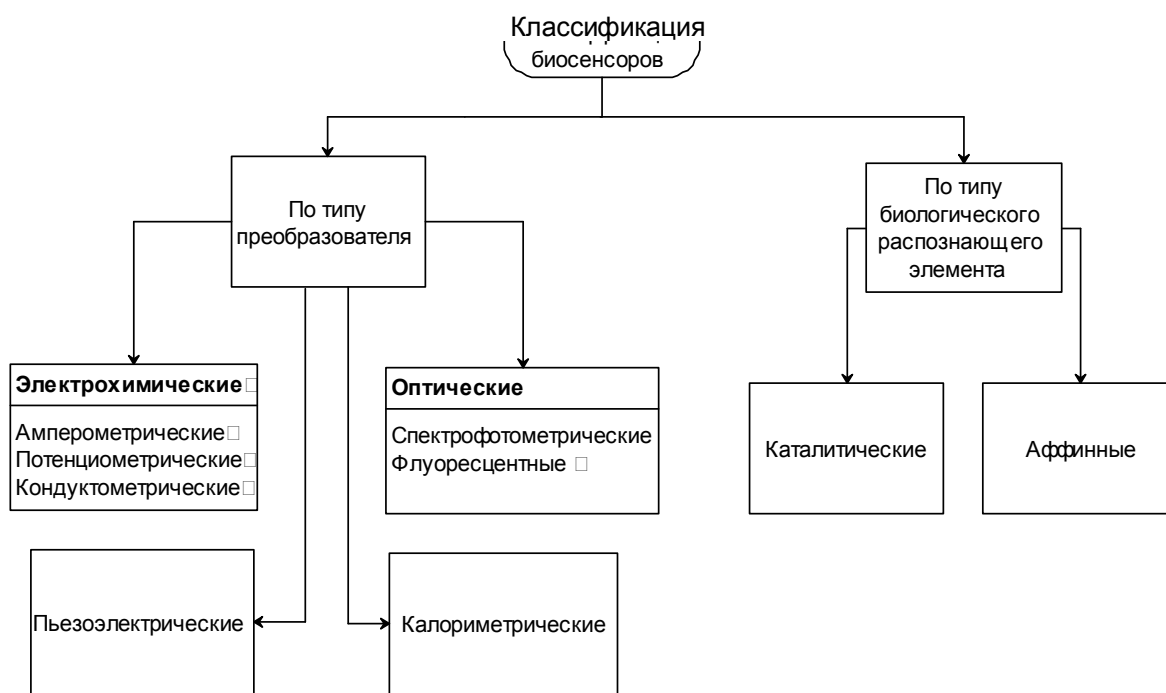 Классификация
биосенсоров
По типу
преобразователя
По типу
биологического
распознающего
элемента
Электрохимические
Амперометрические
Потенциометрические
Кондуктометрические
Оптические
Спектрофотометрические
Флуоресцентные
Каталитические
Аффинные
Пьезоэлектрические
Калориметрические